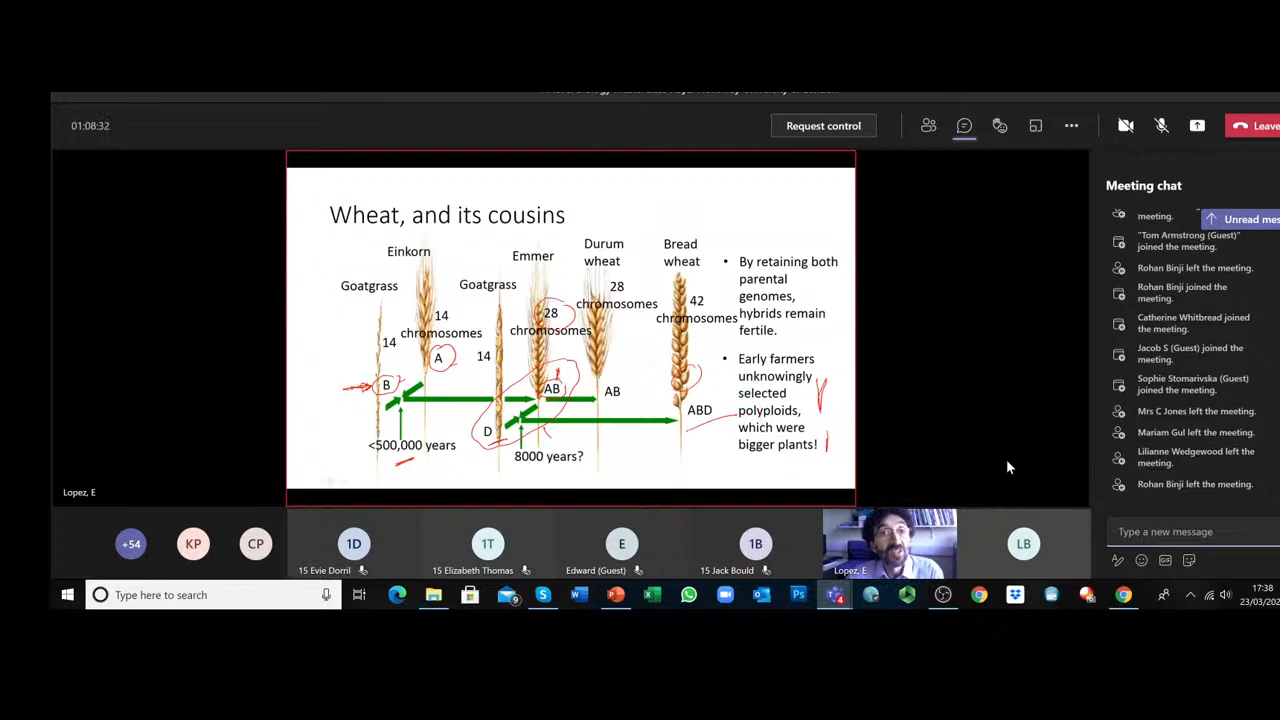 01:08:32
Request control
Leave
Wheat, and its cousins
Einkorn
Emmer
Durum
wheat
Bread
wheat
Goatgrass
Goatgrass
14
chromosomes
28
chromosomes
28
chromosomes
42
chromosomes
14
14
A
B
AB
AB
D
ABD
<500,000 years
8000 years?
• By retaining both
parental
genomes,
hybrids remain
fertile.
• Early farmers
unknowingly
selected
polyploids,
which were
bigger plants!
Lopez, E
Meeting chat
meeting.
Unread mes
"Tom Armstrong (Guest)"
joined the meeting.
Rohan Binji left the meeting.
Rohan Binji joined the
meeting.
Catherine Whitbread joined
the meeting.
Jacob S (Guest) joined the
meeting.
Sophie Stomarivska (Guest)
joined the meeting.
Mrs C Jones left the meeting.
Mariam Gul left the meeting.
Lilianne Wedgewood left the
meeting.
Rohan Binji left the meeting.
Type a new message
+54
KP
CP
1D
15 Evie Dorril
1T
15 Elizabeth Thomas
E
Edward (Guest)
1B
15 Jack Bould
Lopez, E
LB
Type here to search
17:38
23/03/202